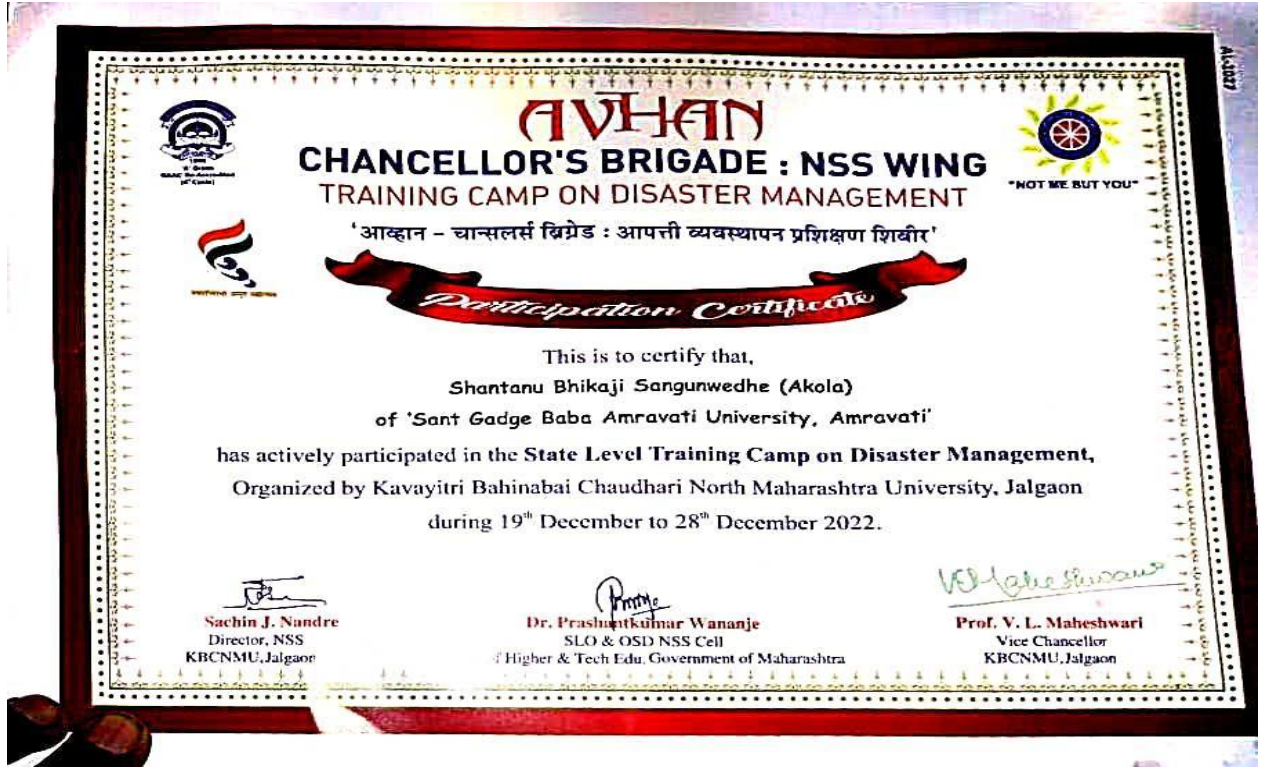 AVHAN
CHANCELLOR'S BRIGADE : NSS WING
TRAINING CAMP ON DISASTER MANAGEMENT
"NOT ME BUT YOU"
'आव्हान – चान्सलर्स ब्रिगेड : आपत्ती व्यवस्थापन प्रशिक्षण शिबीर'
Participation Certificate
This is to certify that,
Shantanu Bhikaji Sangunwedhe (Akola)
of 'Sant Gadge Baba Amravati University, Amravati'
has actively participated in the State Level Training Camp on Disaster Management,
Organized by Kavayitri Bahinabai Chaudhari North Maharashtra University, Jalgaon
during 19th December to 28th December 2022.
Sachin J. Nandre
Director, NSS
KBCNMU, Jalgaon
Dr. Prashantkumar Wananje
SLO & OSD NSS Cell
Higher & Tech Edu, Government of Maharashtra
Prof. V. L. Maheshwari
Vice Chancellor
KBCNMU, Jalgaon